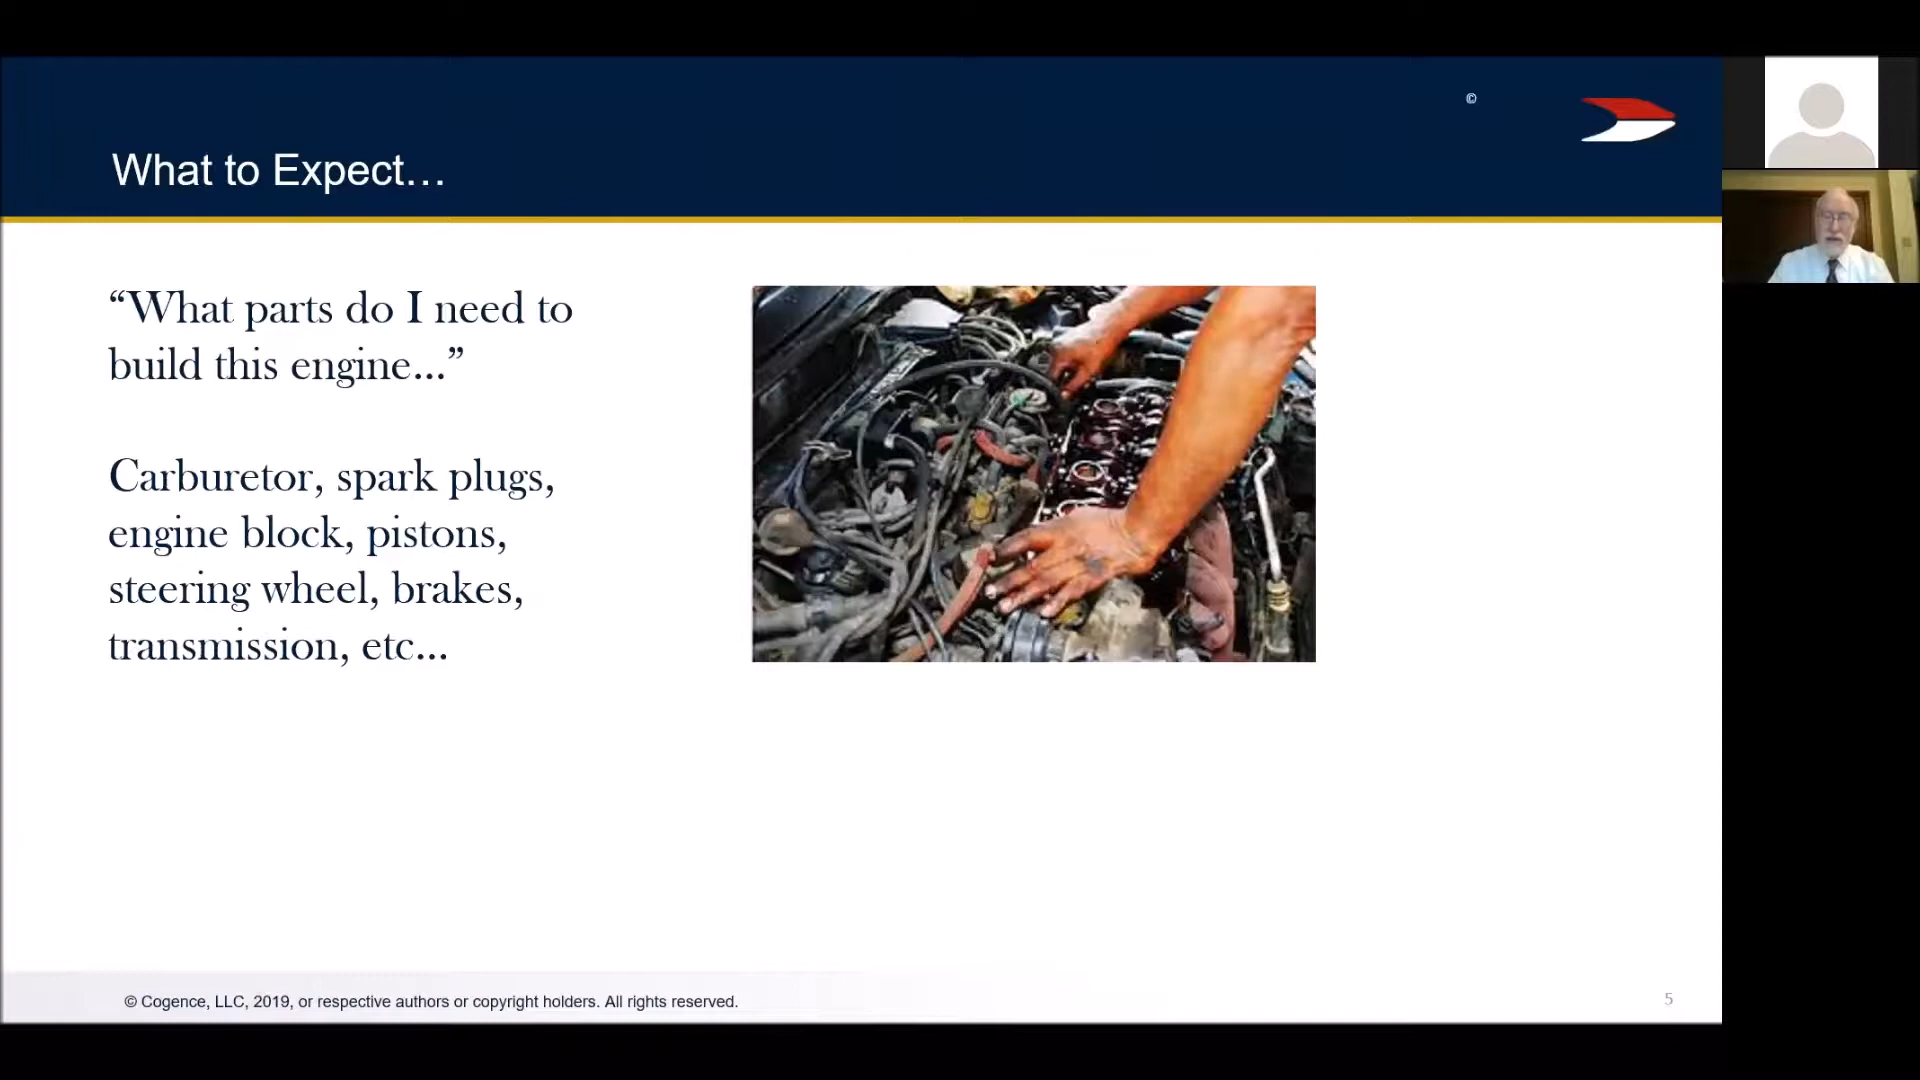 ©
What to Expect…
“What parts do I need to
build this engine…”
Carburetor, spark plugs,
engine block, pistons,
steering wheel, brakes,
transmission, etc…
© Cogence, LLC, 2019, or respective authors or copyright holders. All rights reserved.
5